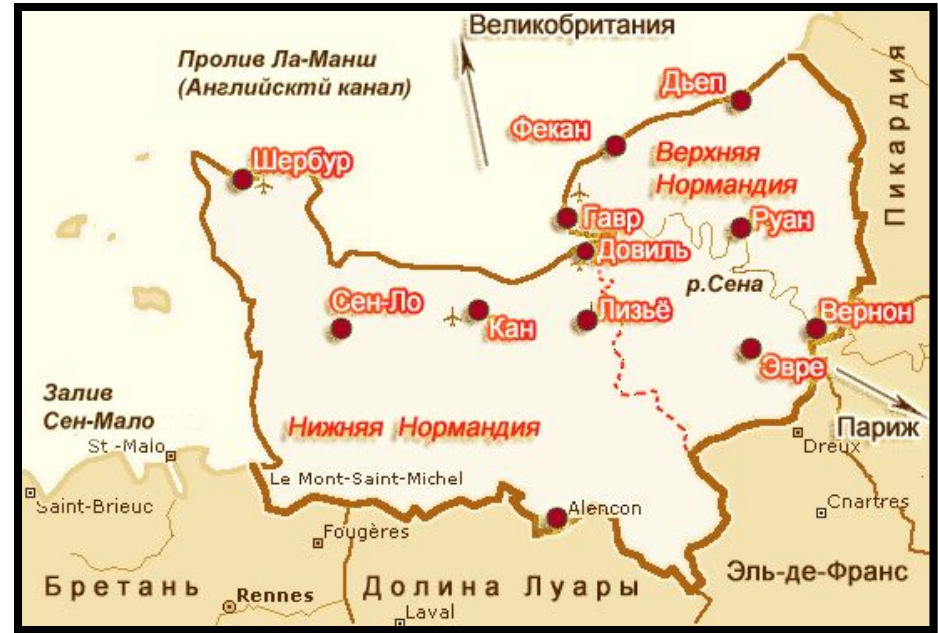 Великобритания
Пролив Ла-Манш
(Английсктй канал)
Дьеп
Фекан
Пикардия
Шербур
Верхняя
Нормандия
Гавр
Руан
Довиль
р.Сена
Сен-Ло
Кан
Лизьё
Вернон
Эвре
Залив
Сен-Мало
Нижняя Нормандия
Париж
St -Malo
Dreux
Le Mont-Saint-Michel
Saint-Brieuc
Alencon
Cnartres
Fougères
Бретань
Долина Луары
Эль-де-Франс
Rennes
Laval